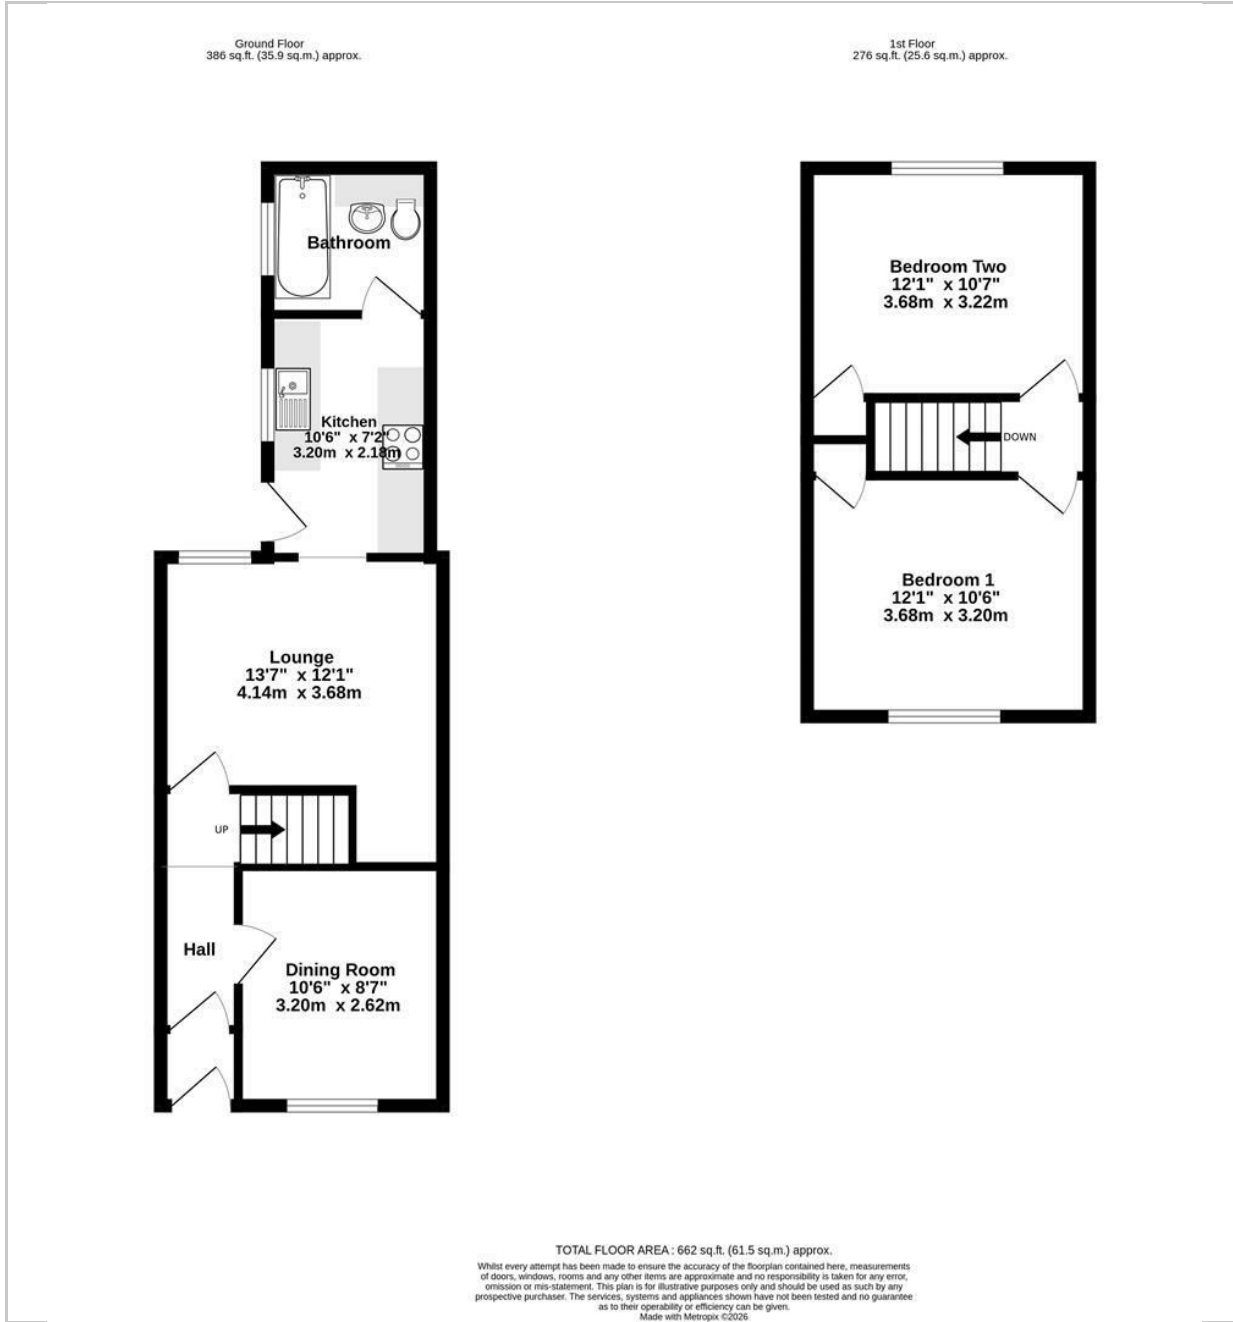 Ground Floor
386 sq.ft. (35.9 sq.m.) approx.
1st Floor
276 sq.ft. (25.6 sq.m.) approx.
Bathroom
Kitchen
10'6" x 7'2"
3.20m x 2.18m
Lounge
13'7" x 12'1"
4.14m x 3.68m
UP
Hall
Dining Room
10'6" x 8'7"
3.20m x 2.62m
Bedroom Two
12'1" x 10'7"
3.68m x 3.22m
DOWN
Bedroom 1
12'1" x 10'6"
3.68m x 3.20m
TOTAL FLOOR AREA : 662 sq.ft. (61.5 sq.m.) approx.
Whilst every attempt has been made to ensure the accuracy of the floorplan contained here, measurements
of doors, windows, rooms and any other items are approximate and no responsibility is taken for any error,
omission or mis-statement. This plan is for illustrative purposes only and should be used as such by any
prospective purchaser. The services, systems and appliances shown have not been tested and no guarantee
as to their operability or efficiency can be given.
Made with Metropix ©2026